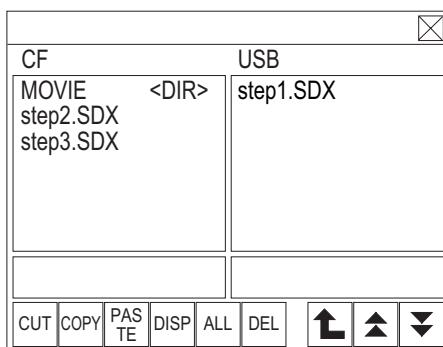 CF USB
MOVIE <DIR> step1.SDX
step2.SDX
step3.SDX
CUT COPY PAS TE DISP ALL DEL